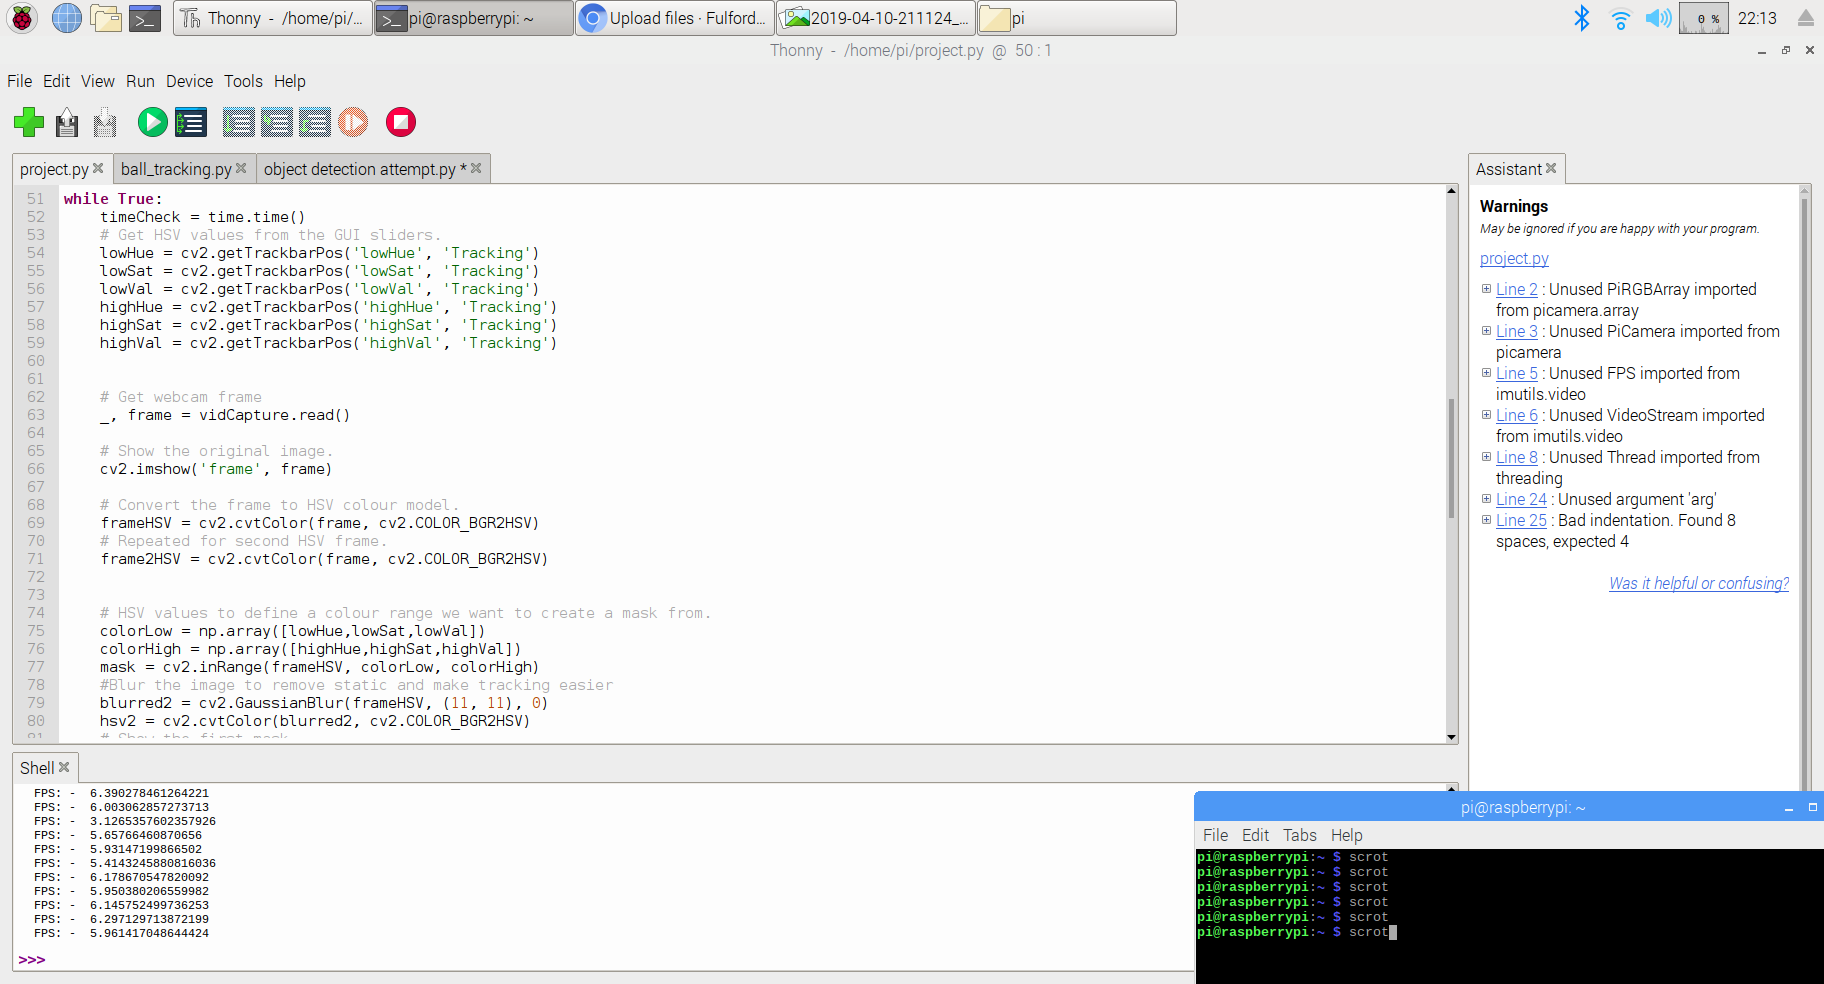 Thonny - /home/pi/...
pi@raspberrypi: ~
Upload files · Fulford...
2019-04-10-211124_...
pi
0 %
22:13
Thonny - /home/pi/project.py @ 50 : 1
File Edit View Run Device Tools Help
project.py
ball_tracking.py
object detection attempt.py *
51 while True:
52     timeCheck = time.time()
53     # Get HSV values from the GUI sliders.
54     lowHue = cv2.getTrackbarPos('lowHue', 'Tracking')
55     lowSat = cv2.getTrackbarPos('lowSat', 'Tracking')
56     lowVal = cv2.getTrackbarPos('lowVal', 'Tracking')
57     highHue = cv2.getTrackbarPos('highHue', 'Tracking')
58     highSat = cv2.getTrackbarPos('highSat', 'Tracking')
59     highVal = cv2.getTrackbarPos('highVal', 'Tracking')
60
61
62     # Get webcam frame
63     _, frame = vidCapture.read()
64
65     # Show the original image.
66     cv2.imshow('frame', frame)
67
68     # Convert the frame to HSV colour model.
69     frameHSV = cv2.cvtColor(frame, cv2.COLOR_BGR2HSV)
70     # Repeated for second HSV frame.
71     frame2HSV = cv2.cvtColor(frame, cv2.COLOR_BGR2HSV)
72
73
74     # HSV values to define a colour range we want to create a mask from.
75     colorLow = np.array([lowHue,lowSat,lowVal])
76     colorHigh = np.array([highHue,highSat,highVal])
77     mask = cv2.inRange(frameHSV, colorLow, colorHigh)
78     #Blur the image to remove static and make tracking easier
79     blurred2 = cv2.GaussianBlur(frameHSV, (11, 11), 0)
80     hsv2 = cv2.cvtColor(blurred2, cv2.COLOR_BGR2HSV)
81     # Show the first mask
Assistant
Warnings
May be ignored if you are happy with your program.
project.py
Line 2 : Unused PiRGBArray imported
from picamera.array
Line 3 : Unused PiCamera imported from
picamera
Line 5 : Unused FPS imported from
imutils.video
Line 6 : Unused VideoStream imported
from imutils.video
Line 8 : Unused Thread imported from
threading
Line 24 : Unused argument 'arg'
Line 25 : Bad indentation. Found 8
spaces, expected 4
Was it helpful or confusing?
Shell
FPS: -  6.390278461264221
FPS: -  6.003062857273713
FPS: -  3.1265357602357926
FPS: -  5.65766460870656
FPS: -  5.93147199866502
FPS: -  5.4143245880816036
FPS: -  6.178670547820092
FPS: -  5.950380206559982
FPS: -  6.145752499736253
FPS: -  6.297129713872199
FPS: -  5.961417048644424
>>>
pi@raspberrypi: ~
File Edit Tabs Help
pi@raspberrypi:~ $ scrot
pi@raspberrypi:~ $ scrot
pi@raspberrypi:~ $ scrot
pi@raspberrypi:~ $ scrot
pi@raspberrypi:~ $ scrot
pi@raspberrypi:~ $ scrot